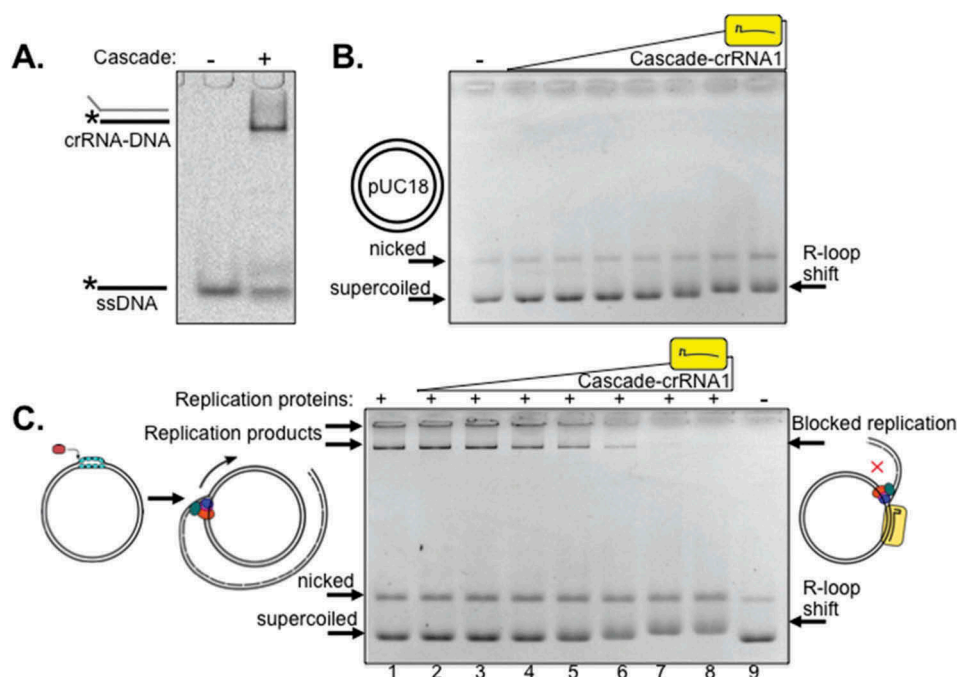 A.
Cascade: - +
*
crRNA-DNA
*
ssDNA
B.
-
Cascade-crRNA1
pUC18
nicked
supercoiled
R-loop
shift
C.
Cascade-crRNA1
Replication proteins: + + + + + + + + -
Replication products
Blocked replication
nicked
supercoiled
R-loop
shift
1 2 3 4 5 6 7 8 9